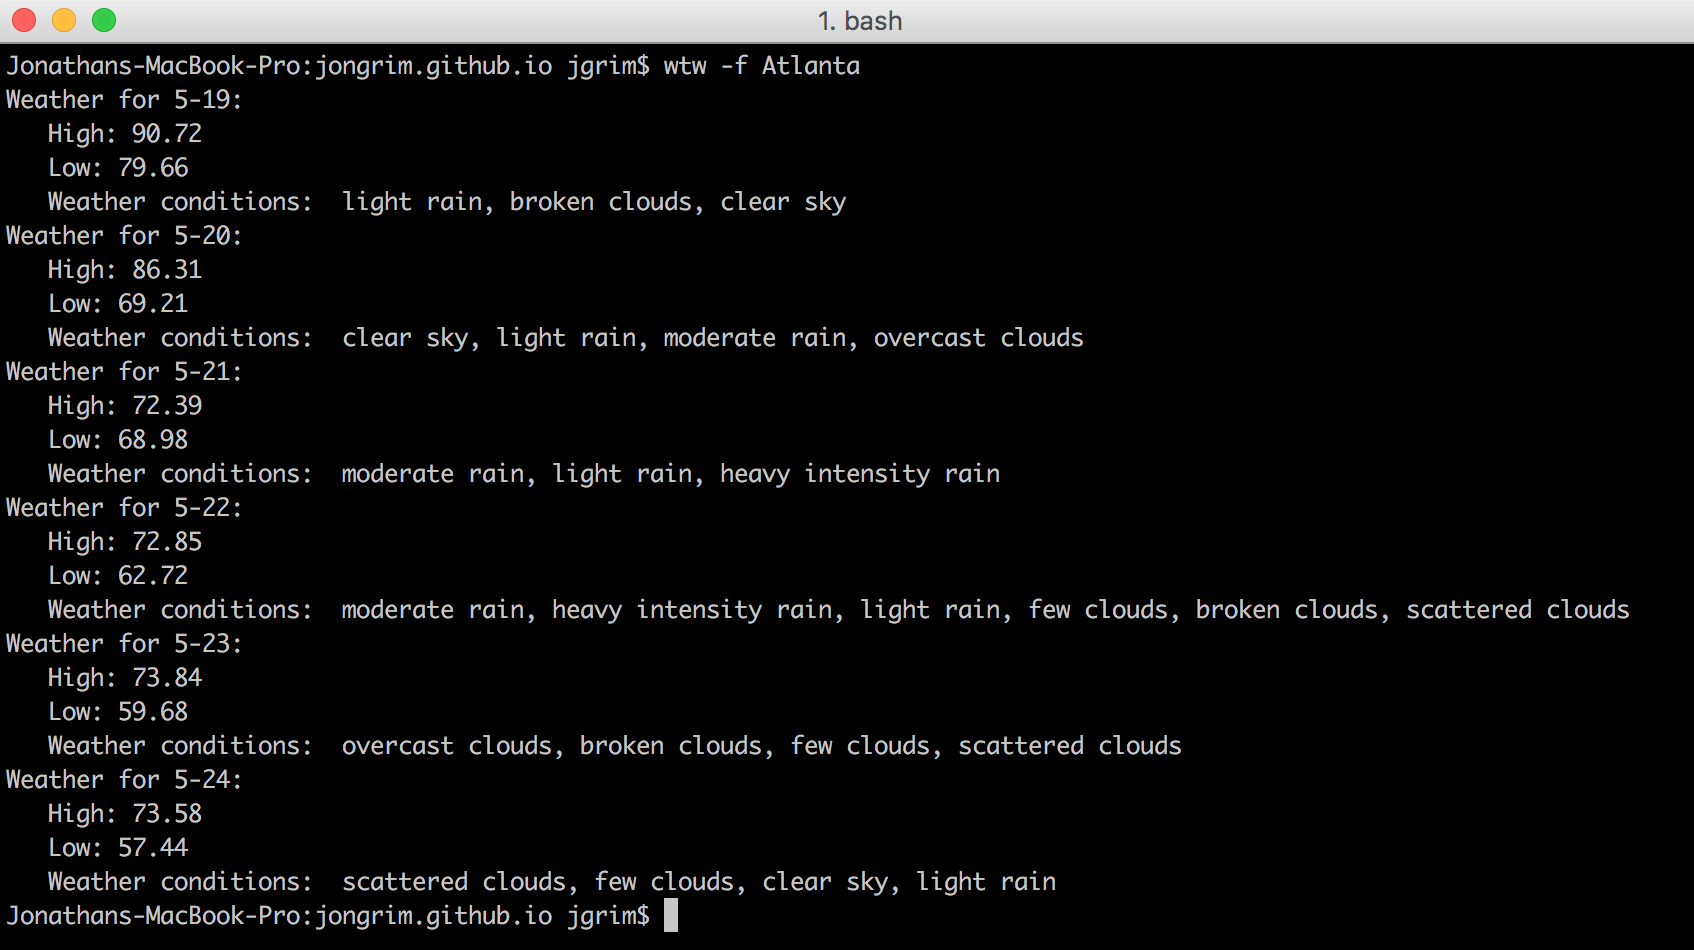 1. bash
Jonathans-MacBook-Pro:jongrim.github.io jgrim$ wtw -f Atlanta
Weather for 5-19:
   High: 90.72
   Low: 79.66
   Weather conditions:  light rain, broken clouds, clear sky
Weather for 5-20:
   High: 86.31
   Low: 69.21
   Weather conditions:  clear sky, light rain, moderate rain, overcast clouds
Weather for 5-21:
   High: 72.39
   Low: 68.98
   Weather conditions:  moderate rain, light rain, heavy intensity rain
Weather for 5-22:
   High: 72.85
   Low: 62.72
   Weather conditions:  moderate rain, heavy intensity rain, light rain, few clouds, broken clouds, scattered clouds
Weather for 5-23:
   High: 73.84
   Low: 59.68
   Weather conditions:  overcast clouds, broken clouds, few clouds, scattered clouds
Weather for 5-24:
   High: 73.58
   Low: 57.44
   Weather conditions:  scattered clouds, few clouds, clear sky, light rain
Jonathans-MacBook-Pro:jongrim.github.io jgrim$